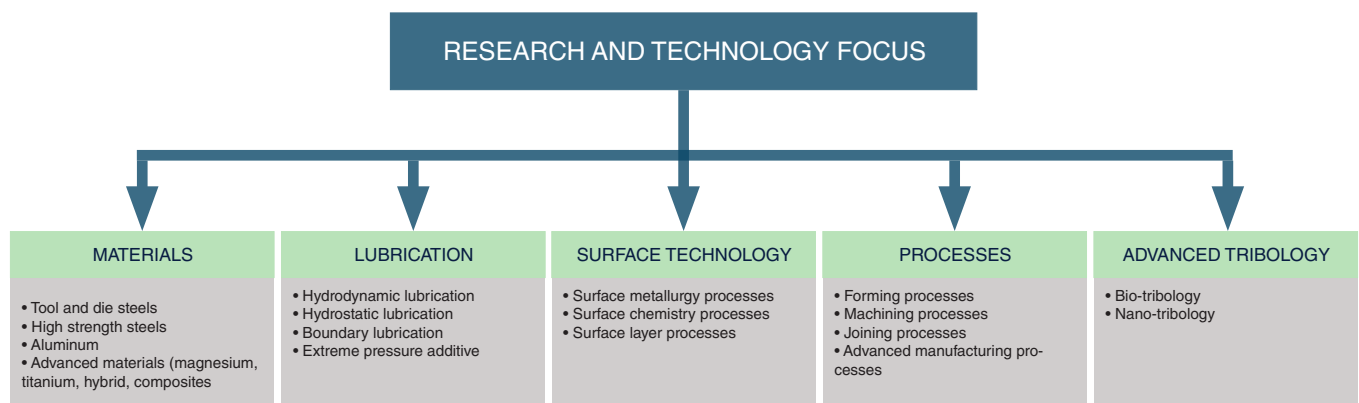 RESEARCH AND TECHNOLOGY FOCUS
MATERIALS
• Tool and die steels
• High strength steels
• Aluminum
• Advanced materials (magnesium,
titanium, hybrid, composites
LUBRICATION
• Hydrodynamic lubrication
• Hydrostatic lubrication
• Boundary lubrication
• Extreme pressure additive
SURFACE TECHNOLOGY
• Surface metallurgy processes
• Surface chemistry processes
• Surface layer processes
PROCESSES
• Forming processes
• Machining processes
• Joining processes
• Advanced manufacturing pro-
cesses
ADVANCED TRIBOLOGY
• Bio-tribology
• Nano-tribology